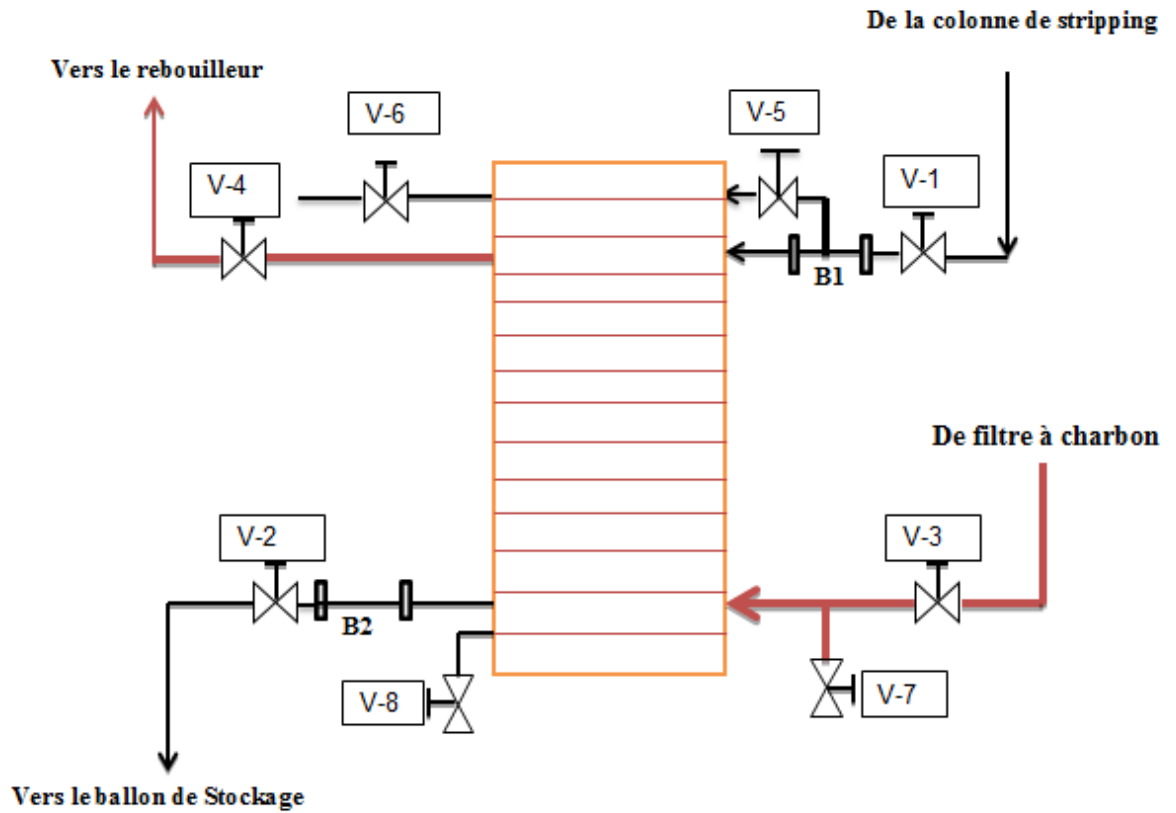 De la colonne de stripping
Vers le rebouilleur
V-6
V-5
V-4
V-1
B1
De filtre à charbon
V-2
V-3
B2
V-8
V-7
Vers le ballon de Stockage